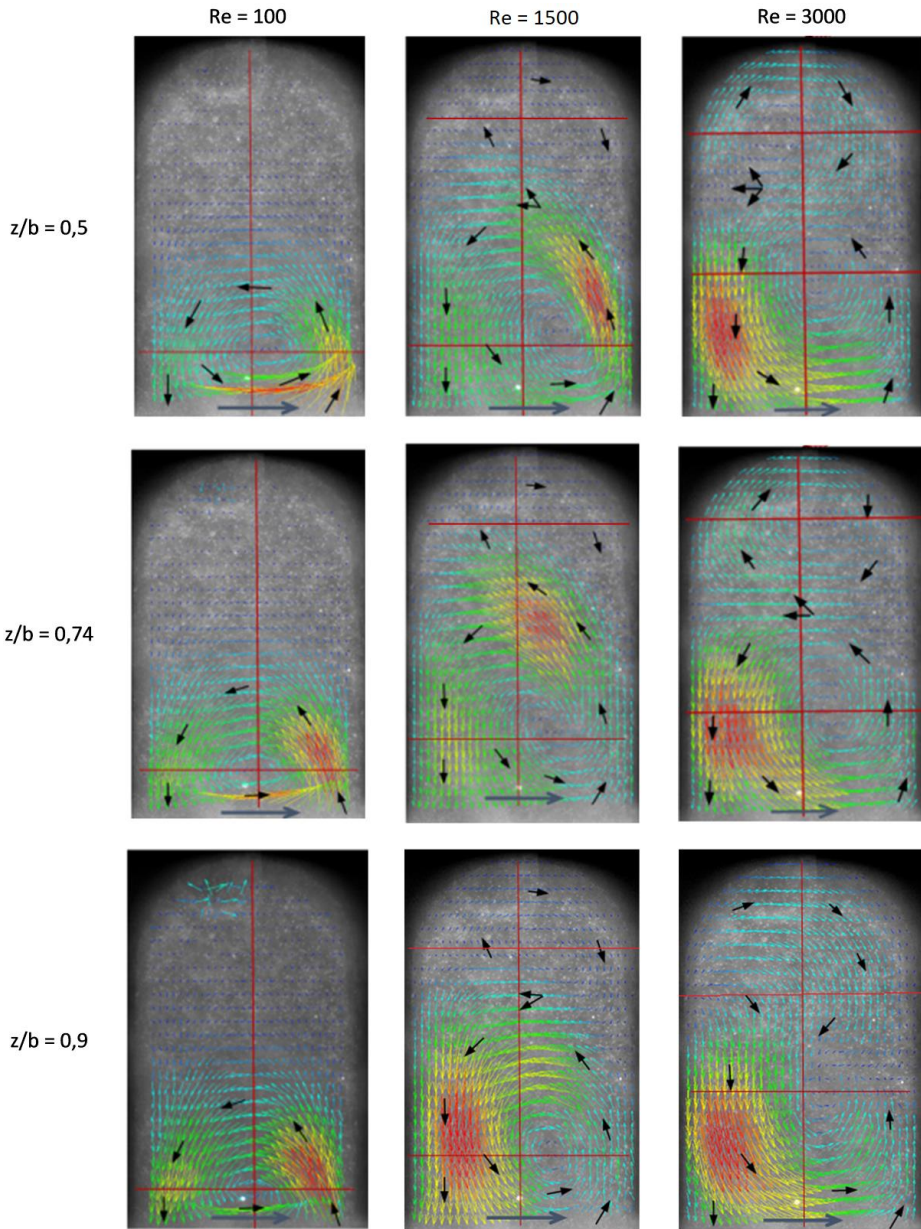 Re = 100
Re = 1500
Re = 3000
z/b = 0,5
z/b = 0,74
z/b = 0,9